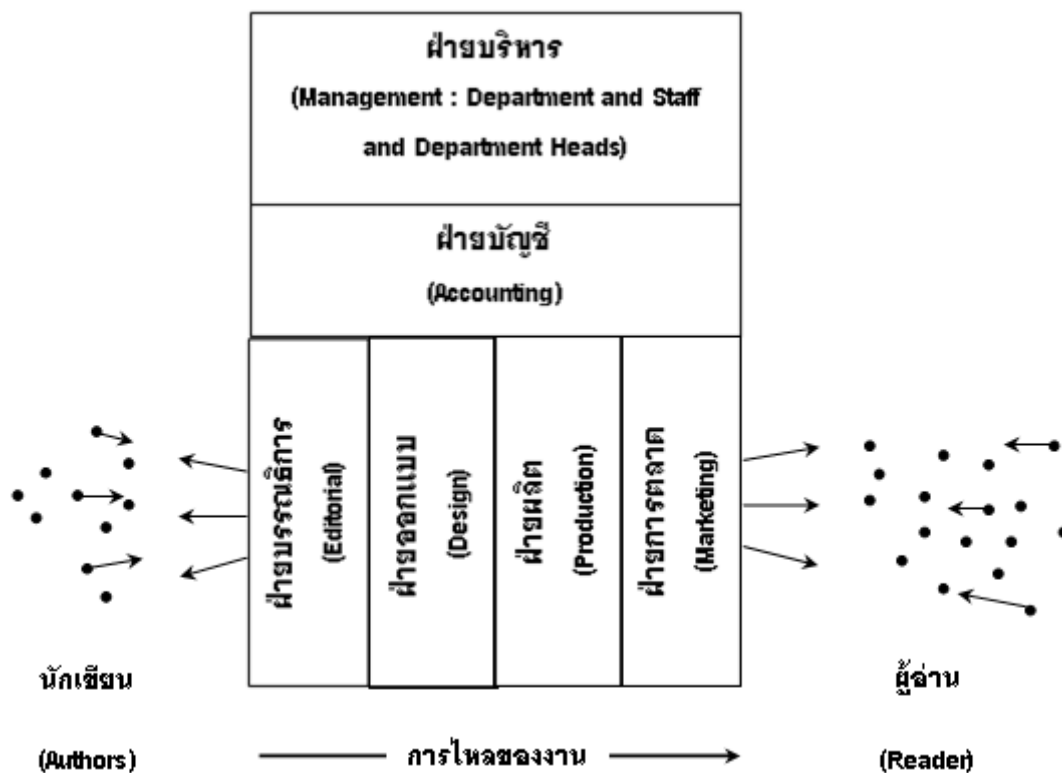 ฝ่ายบริหาร
(Management : Department and Staff
and Department Heads)
ฝ่ายบัญชี
(Accounting)
ฝ่ายบรรณธิการ
(Editorial)
ฝ่ายออกแบบ
(Design)
ฝ่ายผลิต
(Production)
ฝ่ายการตลาด
(Marketing)
นักเขียน
(Authors)
การไหลของงาน
ผู้อ่าน
(Reader)